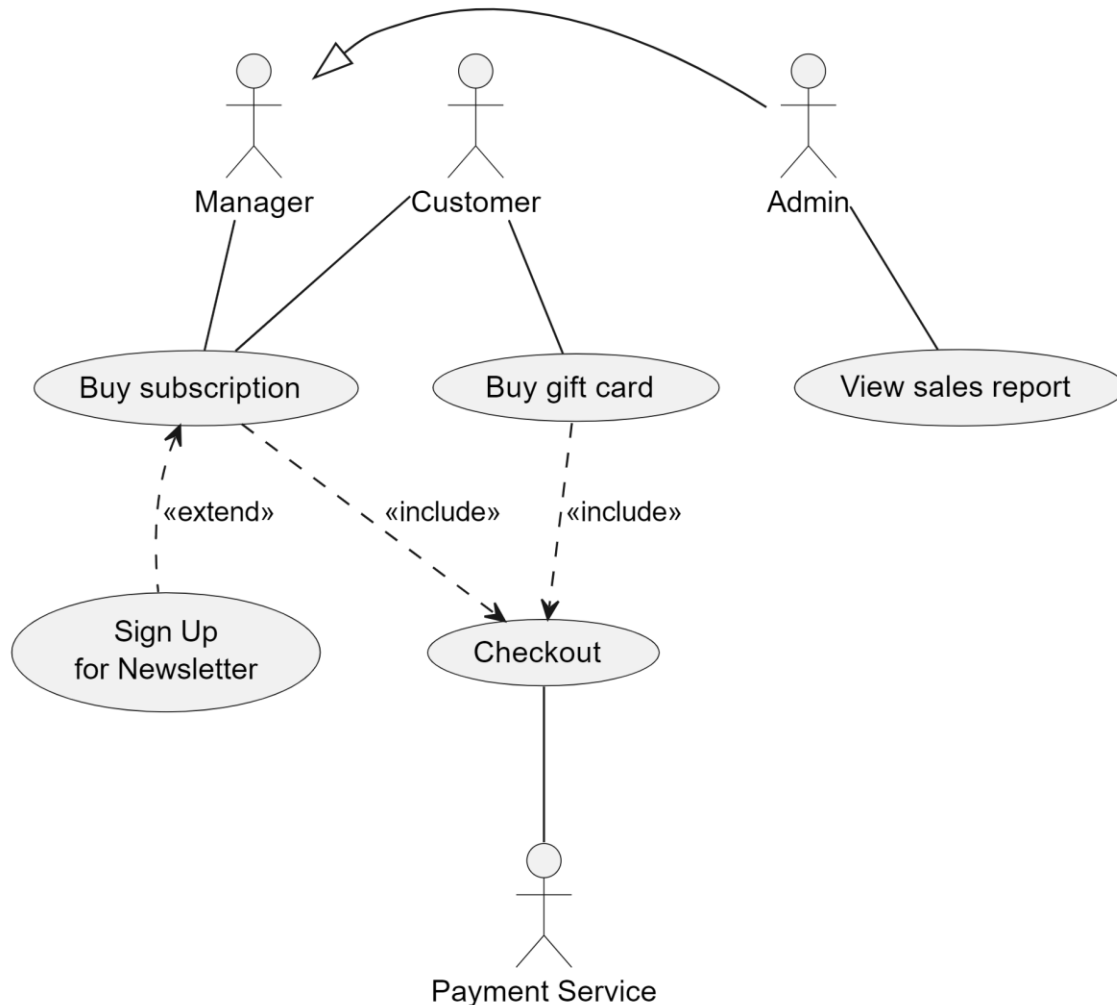 Manager
Customer
Admin
Buy subscription
Buy gift card
View sales report
«extend»
«include»
«include»
Sign Up
for Newsletter
Checkout
Payment Service